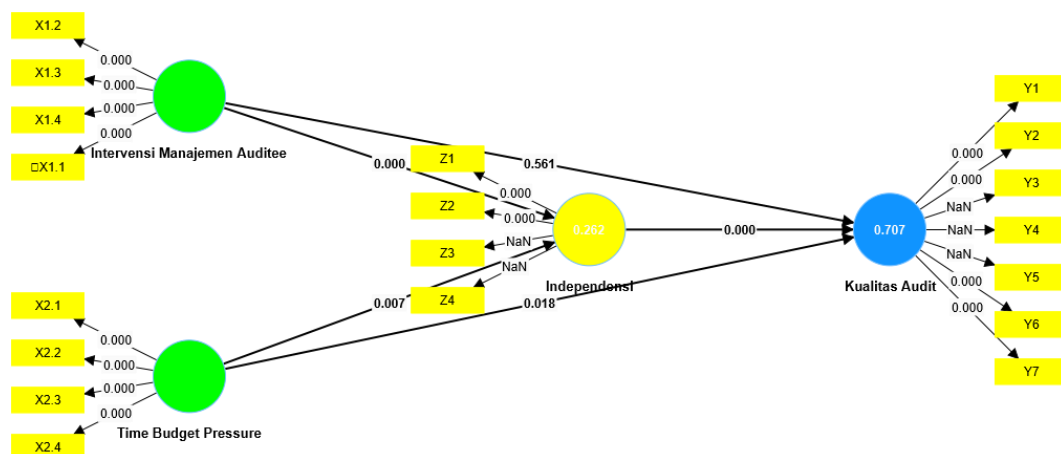 X1.2
X1.3
X1.4
□X1.1
0.000
0.000
0.000
0.000
Intervensi Manajemen Auditee
0.000
0.561
Z1
Z2
Z3
Z4
0.000
0.000
NaN
NaN
0.262
Independensi
0.000
0.007
0.018
X2.1
X2.2
X2.3
X2.4
0.000
0.000
0.000
0.000
Time Budget Pressure
0.707
Kualitas Audit
0.000
0.000
NaN
NaN
NaN
0.000
0.000
Y1
Y2
Y3
Y4
Y5
Y6
Y7